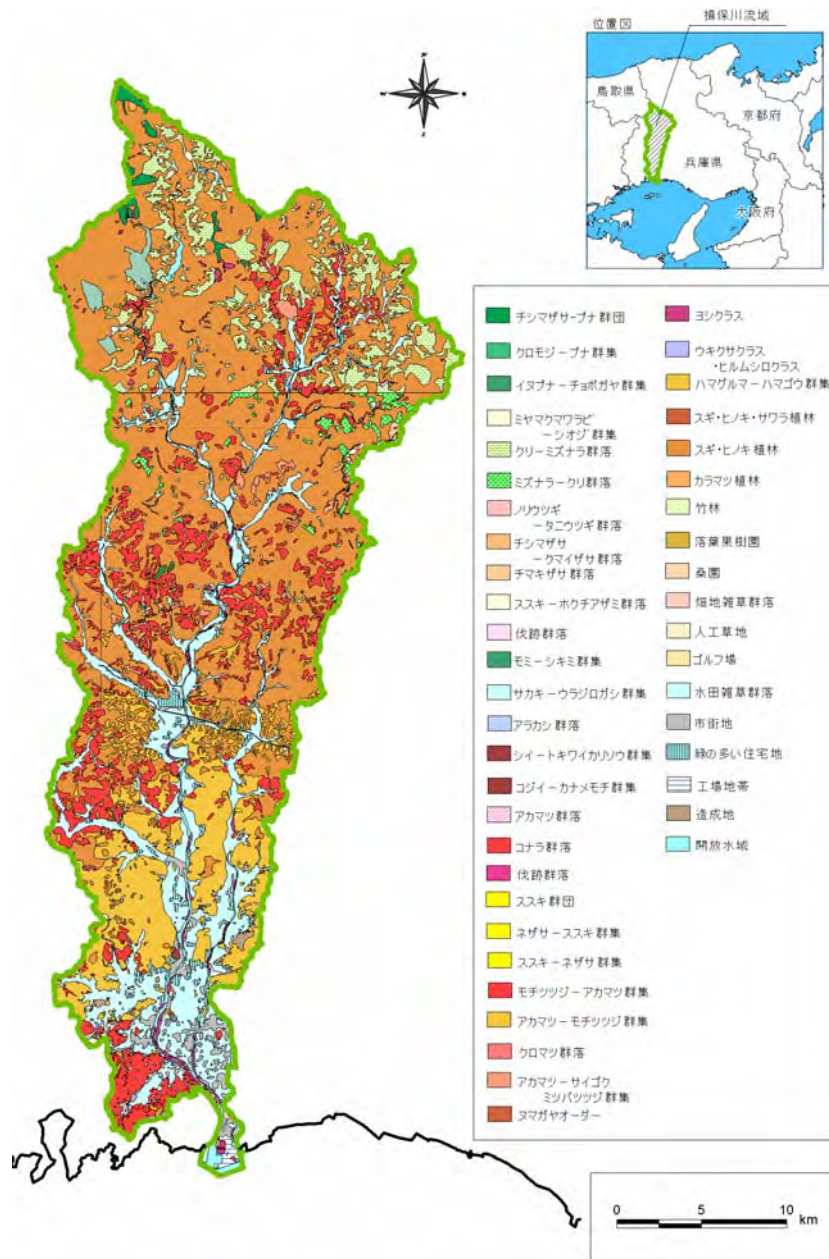 位置図
揖保川流域
鳥取県
京都府
兵庫県
大阪府
チシマザサーブナ群団
クロモジーブナ群集
イヌブナーチョボガヤ群集
ミヤマクマワラビ
ーシオジ群集
クリーミズナラ群落
ミズナラークリ群落
ノリウツギ
ータニウツギ群落
チシマザサ
ークマイザサ群落
チマキザサ群落
ススキーホクチアザミ群落
伐跡群落
モミーシキミ群集
サカキーウラジロガシ群集
アラカシ群落
シイートキワイカリソウ群集
コジイーカナメモチ群集
アカマツ群落
コナラ群落
伐跡群落
ススキ群団
ネザサーススキ群集
ススキーネザサ群集
モチツツジーアカマツ群集
アカマツーモチツツジ群集
クロマツ群落
アカマツーサイゴク
ミツバツツジ群集
ヌマガヤオーダー
ヨシクラス
ウキクサクラス
・ヒルムシロクラス
ハマグルマーハマゴウ群集
スギ・ヒノキ・サワラ植林
スギ・ヒノキ植林
カラマツ植林
竹林
落葉果樹園
桑園
畑地雑草群落
人工草地
ゴルフ場
水田雑草群落
市街地
緑の多い住宅地
工場地帯
造成地
開放水域
0 5 10
km